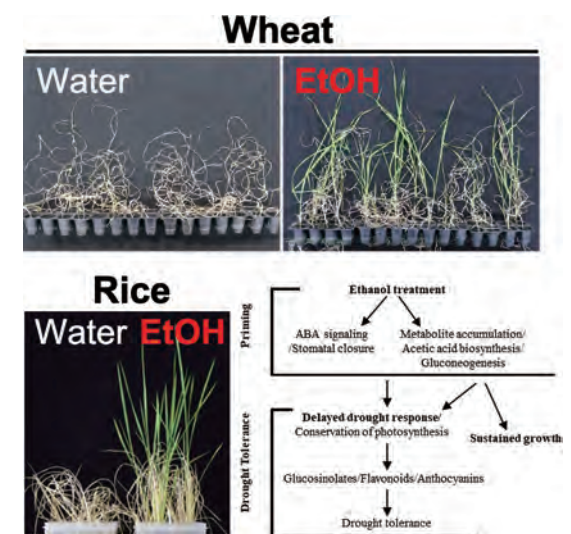 Wheat
Water
EtOH
Rice
Water EtOH
Priming
Ethanol treatment
ABA signaling
/Stomatal closure
Metabolite accumulation/
Acetic acid biosynthesis/
Gluconeogenesis
Drought Tolerance
Delayed drought response/
Conservation of photosynthesis
Sustained growth
Glucosinolates/Flavonoids/Anthocyanins
Drought tolerance